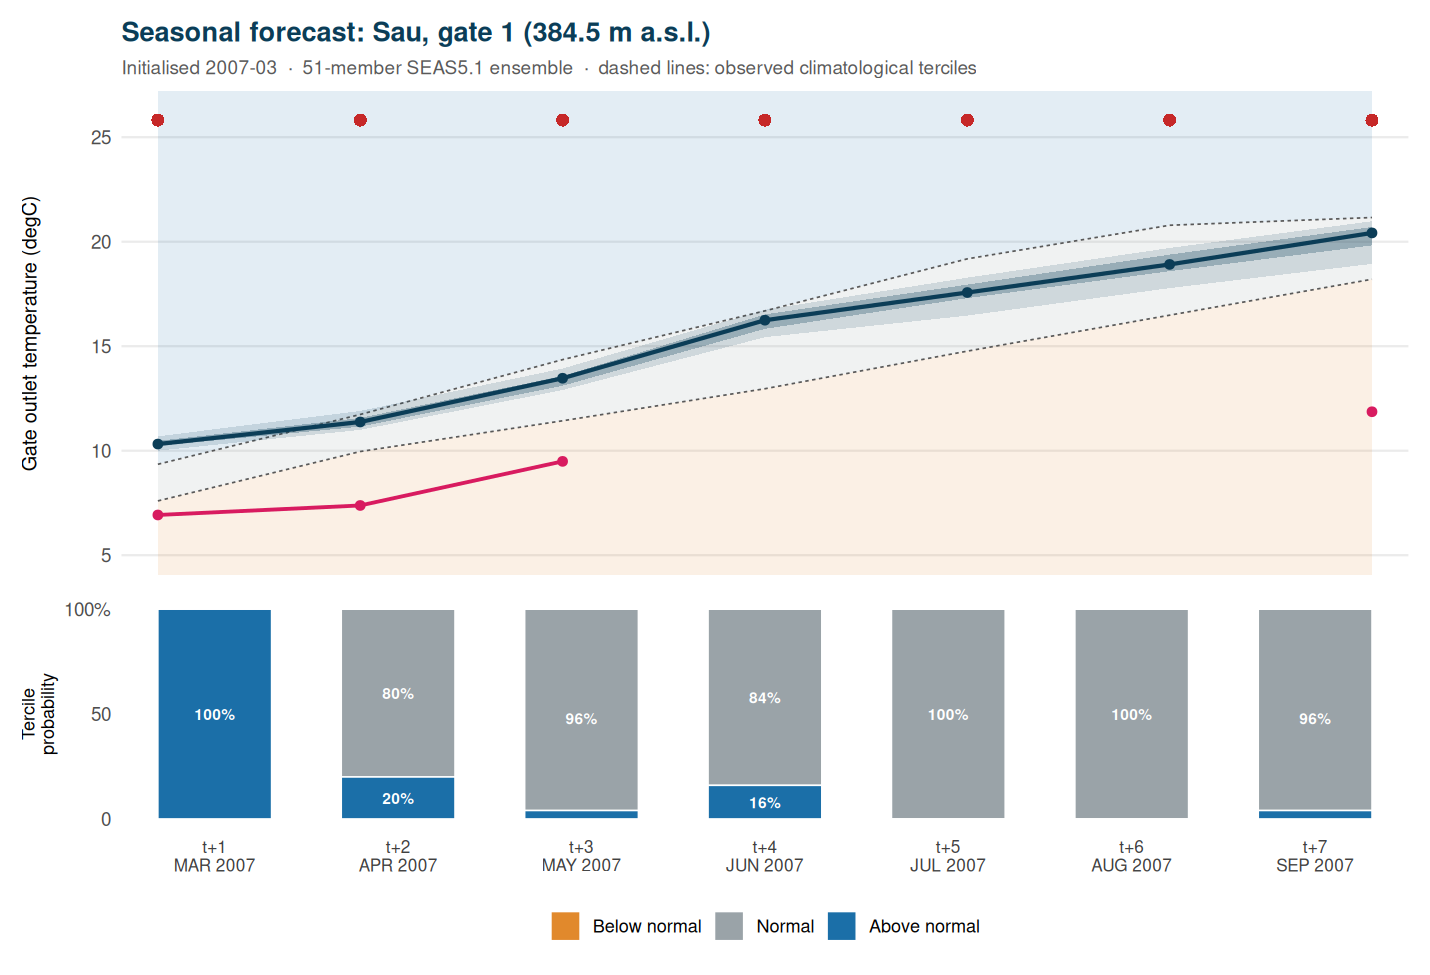 Seasonal forecast: Sau, gate 1 (384.5 m a.s.l.)
Initialised 2007-03 · 51-member SEAS5.1 ensemble · dashed lines: observed climatological terciles
Gate outlet temperature (degC)
25
20
15
10
5
Tercile
probability
100%
50
0
100%
80%
20%
96%
84%
16%
100%
100%
96%
t+1
MAR 2007
t+2
APR 2007
t+3
MAY 2007
t+4
JUN 2007
t+5
JUL 2007
t+6
AUG 2007
t+7
SEP 2007
Below normal
Normal
Above normal